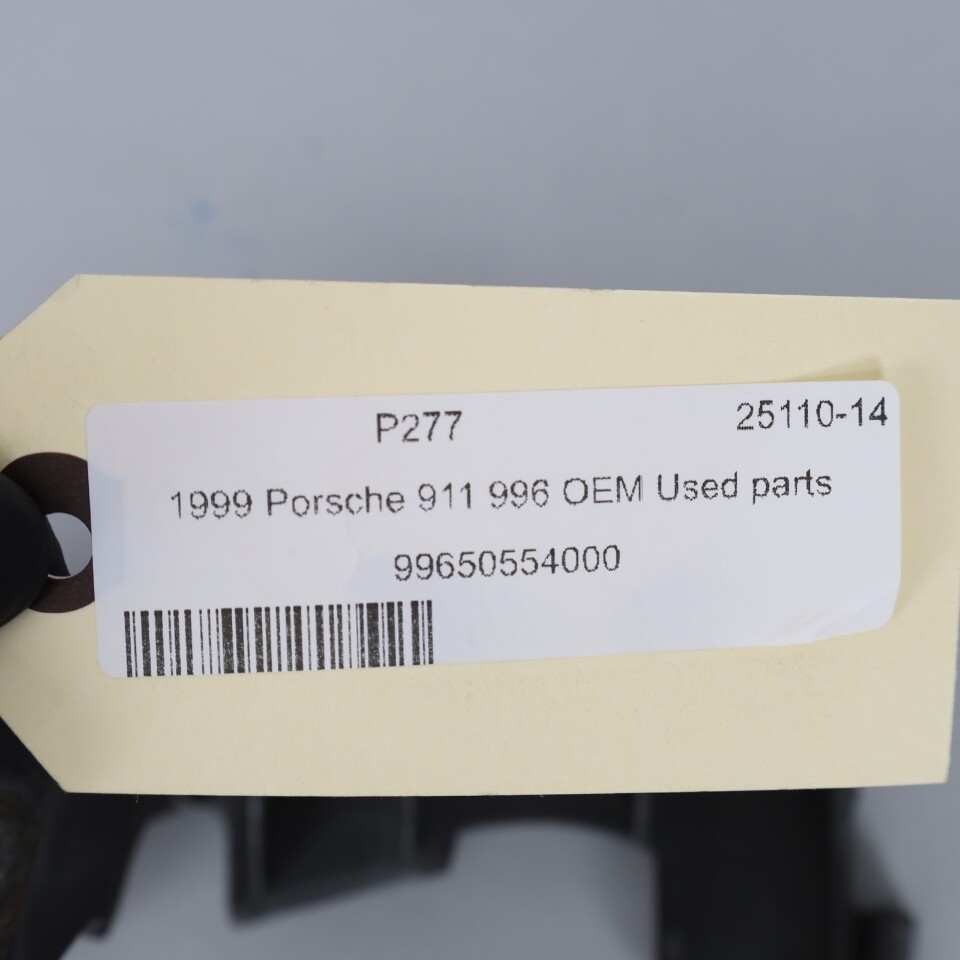 P277 25110-14
1999 Porsche 911 996 OEM Used parts
99650554000